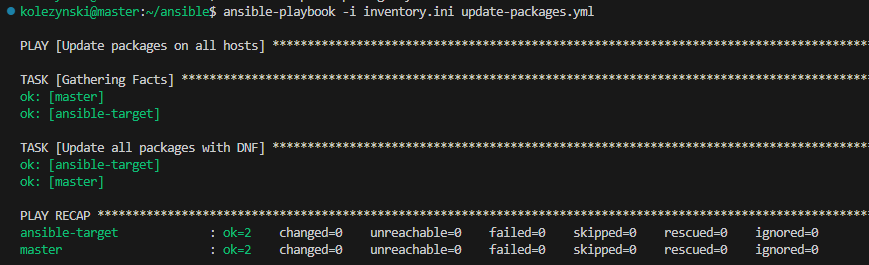 kolezynski@master:~/ansible$ ansible-playbook -i inventory.ini update-packages.yml
PLAY [Update packages on all hosts] *************************************************************************************
TASK [Gathering Facts] **************************************************************************************************
ok: [master]
ok: [ansible-target]
TASK [Update all packages with DNF] *************************************************************************************
ok: [ansible-target]
ok: [master]
PLAY RECAP **************************************************************************************************************
ansible-target             : ok=2    changed=0    unreachable=0    failed=0    skipped=0    rescued=0    ignored=0
master                     : ok=2    changed=0    unreachable=0    failed=0    skipped=0    rescued=0    ignored=0